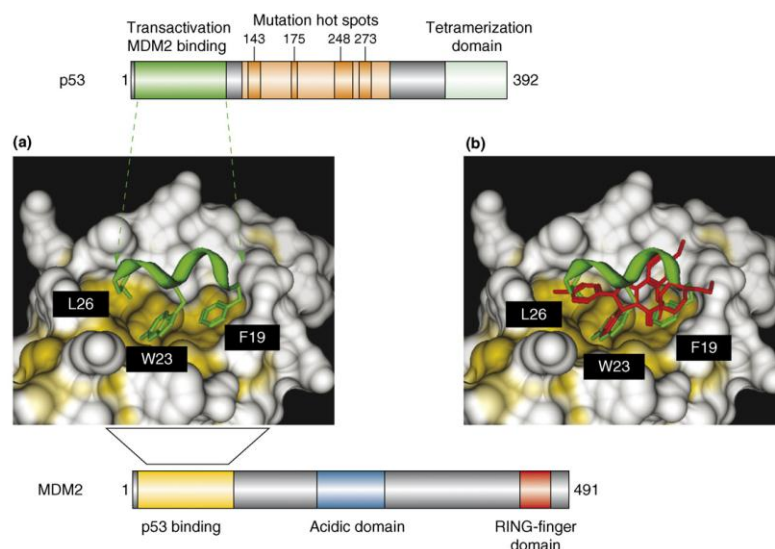 Transactivation
MDM2 binding
Mutation hot spots
143 175 248 273
Tetramerization
domain
p53 1 392
(a)
(b)
L26
W23
F19
L26
W23
F19
MDM2 1 491
p53 binding
Acidic domain
RING-finger
domain